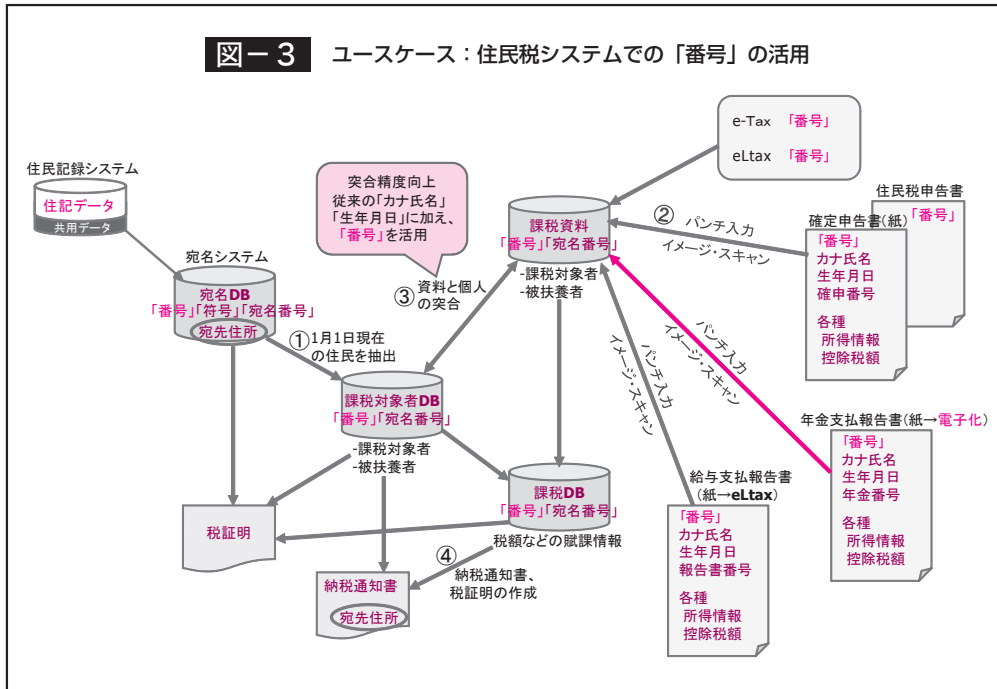 図－3 ユースケース：住民税システムでの「番号」の活用
e-Tax 「番号」
eLtax 「番号」
住民記録システム
住記データ
共用データ
突合精度向上
従来の「カナ氏名」
「生年月日」に加え、
「番号」を活用
宛名システム
宛名DB
「番号」「符号」「宛名番号」
宛先住所
①1月1日現在
の住民を抽出
課税資料
「番号」「宛名番号」
-課税対象者
-被扶養者
③資料と個人
の突合
②パンチ入力
イメージ・スキャン
住民税申告書
「番号」
確定申告書(紙)
「番号」
カナ氏名
生年月日
確申番号
各種
所得情報
控除税額
パンチ入力
イメージ・スキャン
パンチ入力
イメージ・スキャン
課税対象者DB
「番号」「宛名番号」
-課税対象者
-被扶養者
年金支払報告書(紙→電子化)
「番号」
カナ氏名
生年月日
年金番号
各種
所得情報
控除税額
給与支払報告書
(紙→eLtax)
「番号」
カナ氏名
生年月日
報告書番号
各種
所得情報
控除税額
課税DB
「番号」「宛名番号」
税額などの賦課情報
税証明
④納税通知書、
税証明の作成
納税通知書
宛先住所